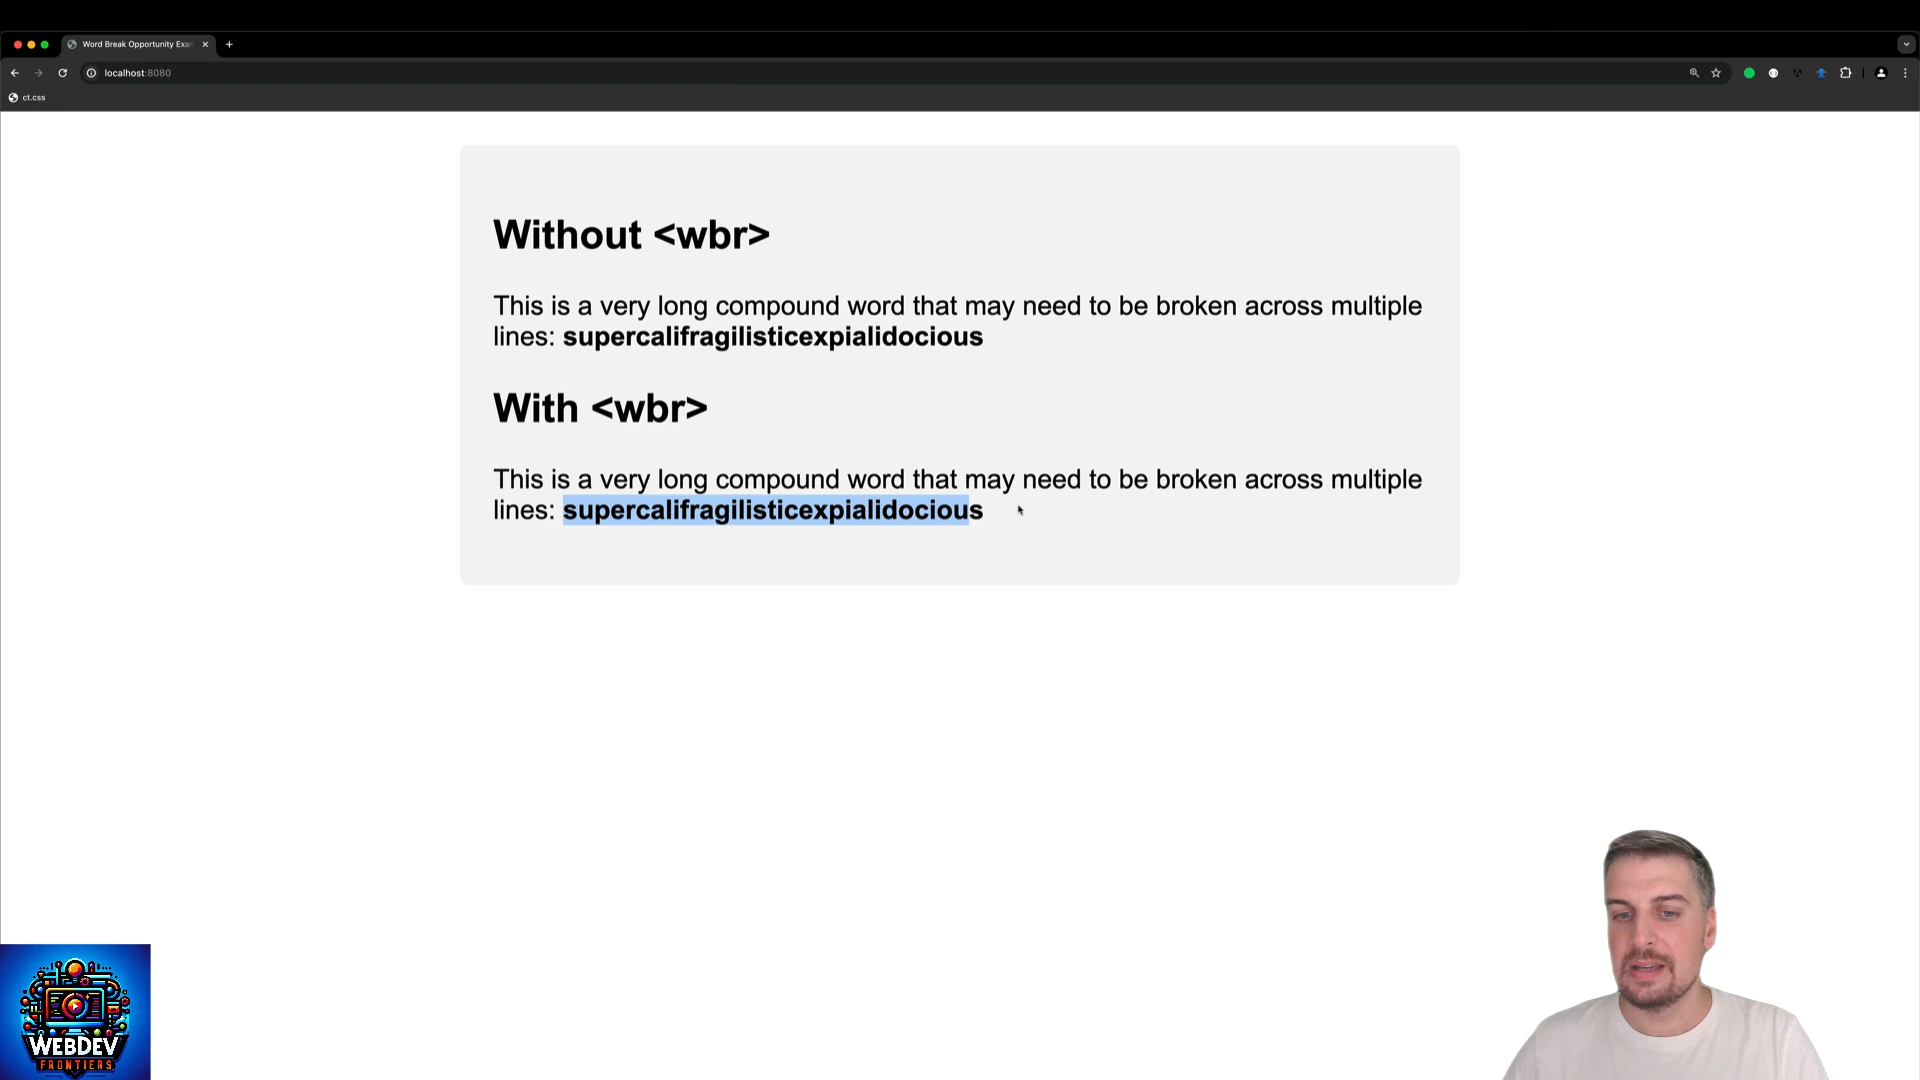 Word Break Opportunity Exa
localhost:8080
ct.css
Without <wbr>
This is a very long compound word that may need to be broken across multiple
lines: supercalifragilisticexpialidocious
With <wbr>
This is a very long compound word that may need to be broken across multiple
lines: supercalifragilisticexpialidocious
WEBDEV
FRONTIERS